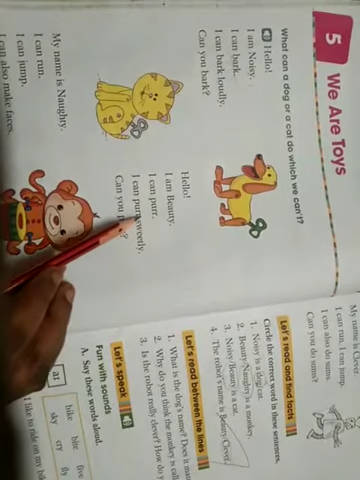 5
We Are Toys
What can a dog or a cat do which we can't?
Hello!
I am Noisy.
I can bark.
I can bark loudly.
Can you bark?
Hello!
I am Beauty.
I can purr.
I can purr sweetly.
Can you
My name is Naughty.
I can run.
I can jump.
I can also make faces.
My name is Clever.
I can run, I can jump.
I can also do sums.
Can you do sums?
Let's read and find facts
Circle the correct word in these sentences.
1. Noisy is a dog/cat.
2. Beauty/Naughty is a monkey.
3. Noisy/Beauty is a cat.
4. The robot's name is Beauty/Clever.
Let's read between the lines
1. What is the dog's name? Does it
2. Why do you think the monkey is
3. Is the robot really clever? How do
Let's speak
Fun with sounds
A. Say these words aloud.
bike bite five
sky cry fly
I like to ride on my